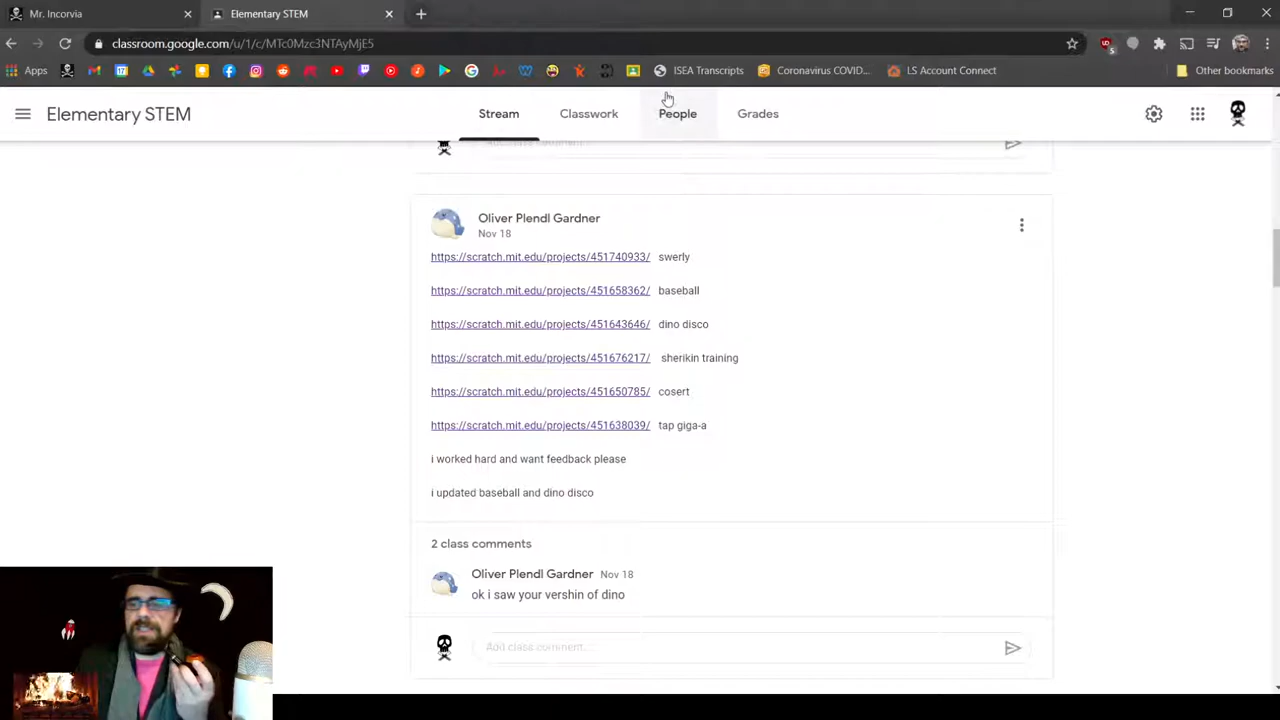 Mr. Incorvia
Elementary STEM
classroom.google.com/u/1/c/MTc0Mzc3NTAyMjE5
Apps
ISEA Transcripts
Coronavirus COVID...
LS Account Connect
Other bookmarks
Elementary STEM
Stream
Classwork
People
Grades
Oliver Plendl Gardner
Nov 18
https://scratch.mit.edu/projects/451740933/ swerly
https://scratch.mit.edu/projects/451658362/ baseball
https://scratch.mit.edu/projects/451643646/ dino disco
https://scratch.mit.edu/projects/451676217/ sherikin training
https://scratch.mit.edu/projects/451650785/ cosert
https://scratch.mit.edu/projects/451638039/ tap giga-a
i worked hard and want feedback please
i updated baseball and dino disco
2 class comments
Oliver Plendl Gardner Nov 18
ok i saw your vershin of dino
Add class comment...